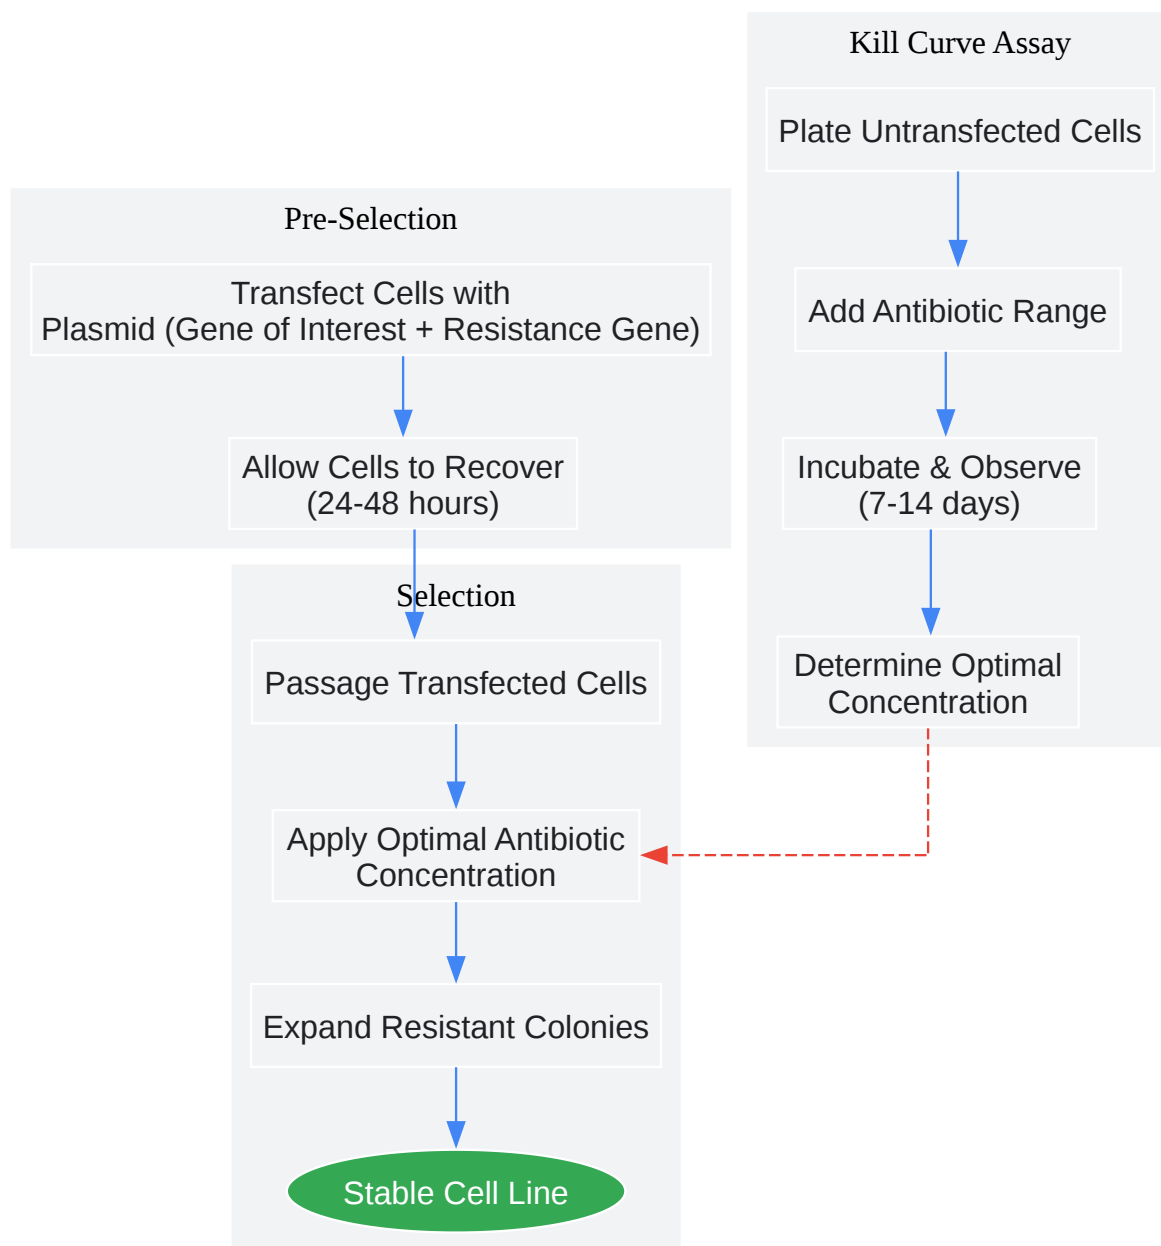 Kill Curve Assay
Plate Untransfected Cells
Add Antibiotic Range
Incubate & Observe
(7-14 days)
Determine Optimal
Concentration
Pre-Selection
Transfect Cells with
Plasmid (Gene of Interest + Resistance Gene)
Allow Cells to Recover
(24-48 hours)
Selection
Passage Transfected Cells
Apply Optimal Antibiotic
Concentration
Expand Resistant Colonies
Stable Cell Line